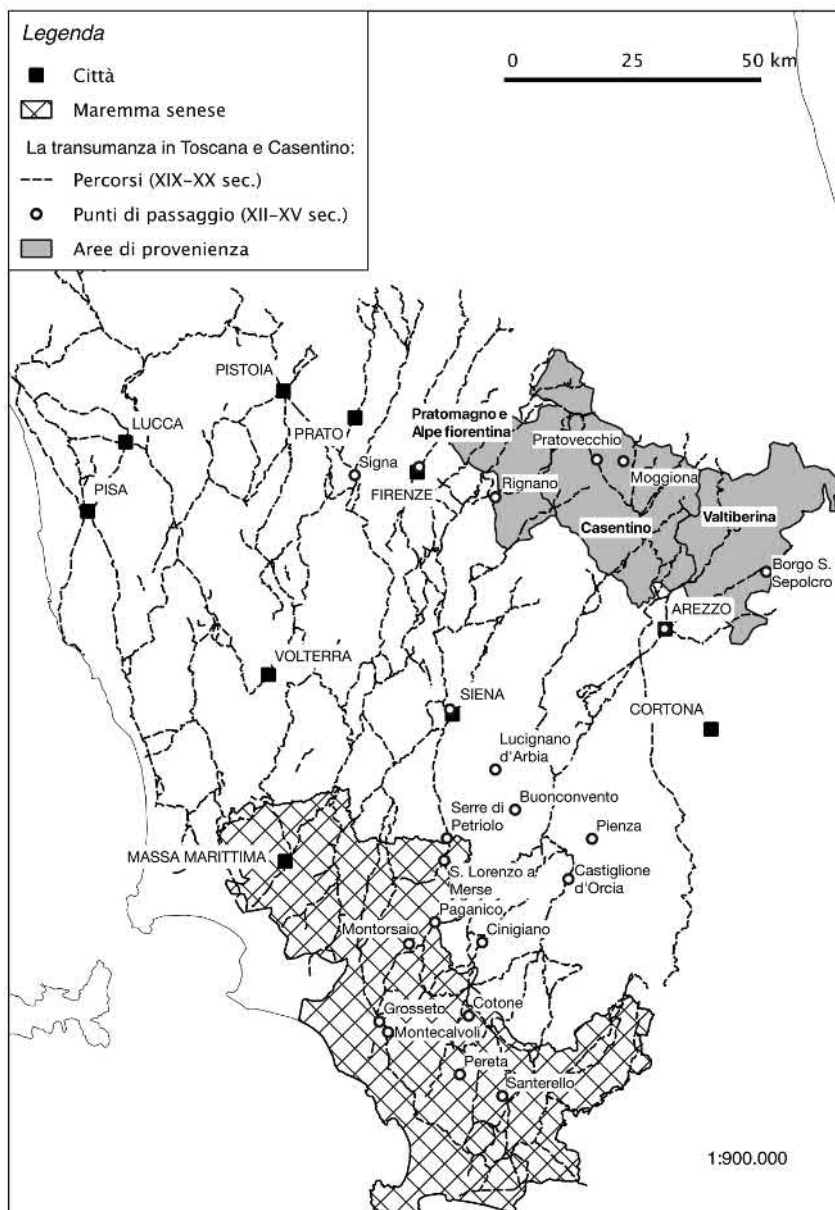 Legenda
Città
Maremma senese
La transumanza in Toscana e Casentino:
Percorsi (XIX–XX sec.)
Punti di passaggio (XII–XV sec.)
Aree di provenienza
0 25 50 km
PISTOIA
LUCCA
PRATO
Pratomagno e
Alpe fiorentina
Pratovecchio
Signa
Moggiona
FIRENZE
Rignano
PISA
Casentino
Valtiberina
Borgo S.
Sepolcro
AREZZO
VOLTERRA
SIENA
CORTONA
Lucignano
d'Arbia
Buonconvento
Serre di
Petriolo
Pienza
MASSA MARITTIMA
S. Lorenzo a
Merse
Castiglione
d'Orcia
Paganico
Montorsaio
Cinigiano
Grosseto
Cotone
Montecalvoli
Pereta
Santerello
1:900.000